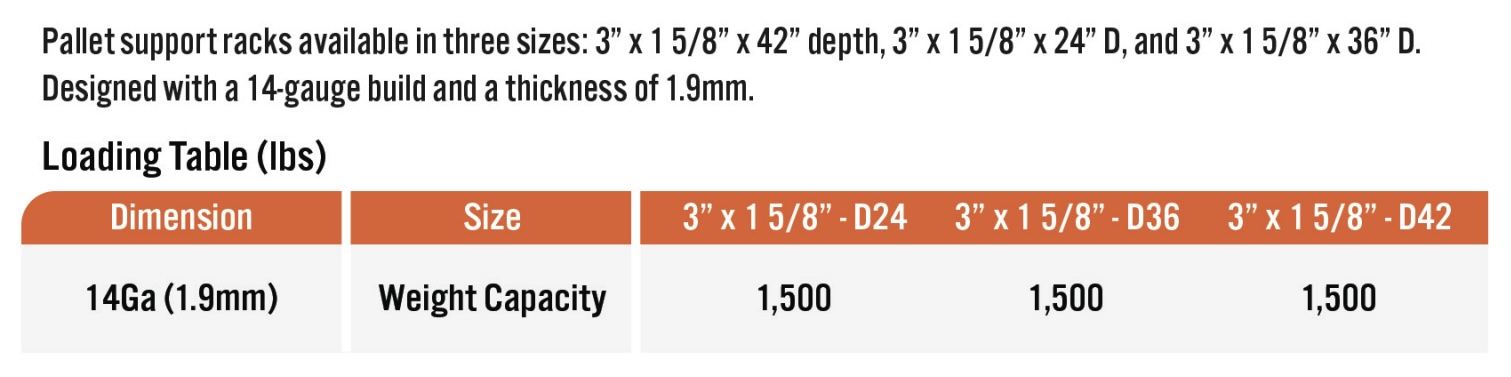 Pallet support racks available in three sizes: 3” x 1 5/8” x 42” depth, 3” x 1 5/8” x 24” D, and 3” x 1 5/8” x 36” D.
Designed with a 14-gauge build and a thickness of 1.9mm.
Loading Table (lbs)
Dimension Size 3” x 1 5/8” - D24 3” x 1 5/8” - D36 3” x 1 5/8” - D42
14Ga (1.9mm) Weight Capacity 1,500 1,500 1,500